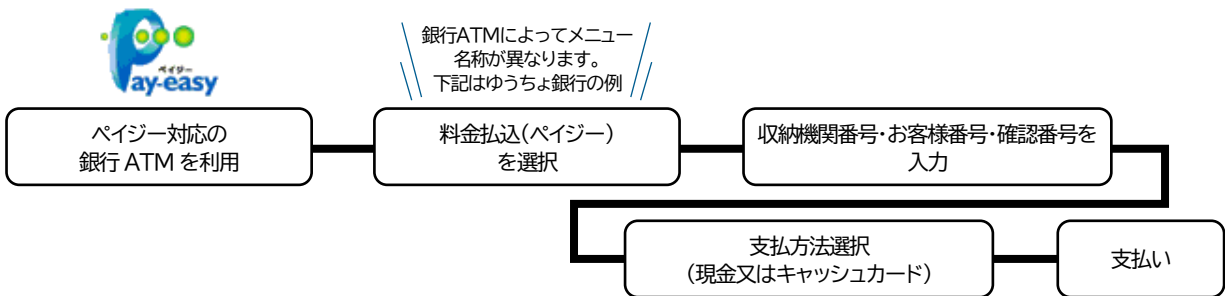 ペイジー
Pay-easy
銀行ATMによってメニュー
名称が異なります。
下記はゆうちょ銀行の例
ペイジー対応の
銀行 ATM を利用
料金払込(ペイジー)
を選択
収納機関番号・お客様番号・確認番号を
入力
支払方法選択
(現金又はキャッシュカード)
支払い